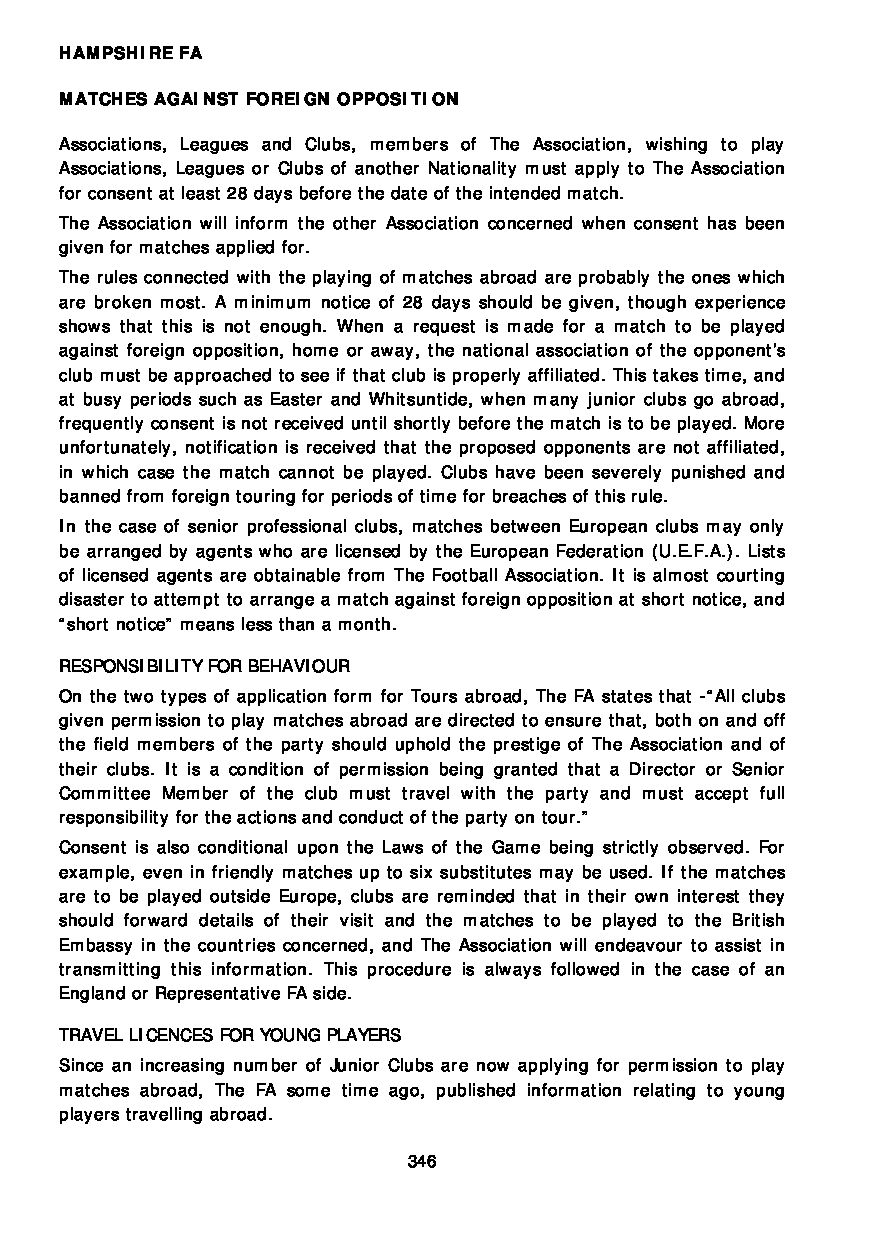 HAMPSHIRE FA
MATCHES AGAINST FOREIGN OPPOSITION
Associations, Leagues and Clubs, members of The Association, wishing to play
Associations, Leagues or Clubs of another Nationality must apply to The Association
for consent at least 28 days before the date of the intended match.
The Association will inform the other Association concerned when consent has been
given for matches applied for.
The rules connected with the playing of matches abroad are probably the ones which
are broken most. A minimum notice of 28 days should be given, though experience
shows that this is not enough. When a request is made for a match to be played
against foreign opposition, home or away, the national association of the opponent's
club must be approached to see if that club is properly affiliated. This takes time, and
at busy periods such as Easter and Whitsuntide, when many junior clubs go abroad,
frequently consent is not received until shortly before the match is to be played. More
unfortunately, notification is received that the proposed opponents are not affiliated,
in which case the match cannot be played. Clubs have been severely punished and
banned from foreign touring for periods of time for breaches of this rule.
In the case of senior professional clubs, matches between European clubs may only
be arranged by agents who are licensed by the European Federation (U.E.F.A.). Lists
of licensed agents are obtainable from The Football Association. It is almost courting
disaster to attempt to arrange a match against foreign opposition at short notice, and
“short notice” means less than a month.
RESPONSIBILITY FOR BEHAVIOUR
On the two types of application form for Tours abroad, The FA states that -“All clubs
given permission to play matches abroad are directed to ensure that, both on and off
the field members of the party should uphold the prestige of The Association and of
their clubs. It is a condition of permission being granted that a Director or Senior
Committee Member of the club must travel with the party and must accept full
responsibility for the actions and conduct of the party on tour.”
Consent is also conditional upon the Laws of the Game being strictly observed. For
example, even in friendly matches up to six substitutes may be used. If the matches
are to be played outside Europe, clubs are reminded that in their own interest they
should forward details of their visit and the matches to be played to the British
Embassy in the countries concerned, and The Association will endeavour to assist in
transmitting this information. This procedure is always followed in the case of an
England or Representative FA side.
TRAVEL LICENCES FOR YOUNG PLAYERS
Since an increasing number of Junior Clubs are now applying for permission to play
matches abroad, The FA some time ago, published information relating to young
players travelling abroad.
346